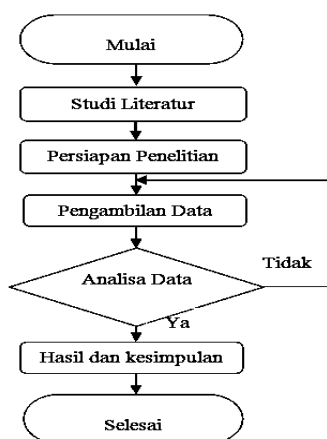 Mulai
Studi Literatur
Persiapan Penelitian
Pengambilan Data
Analisa Data
Tidak
Ya
Hasil dan kesimpulan
Selesai